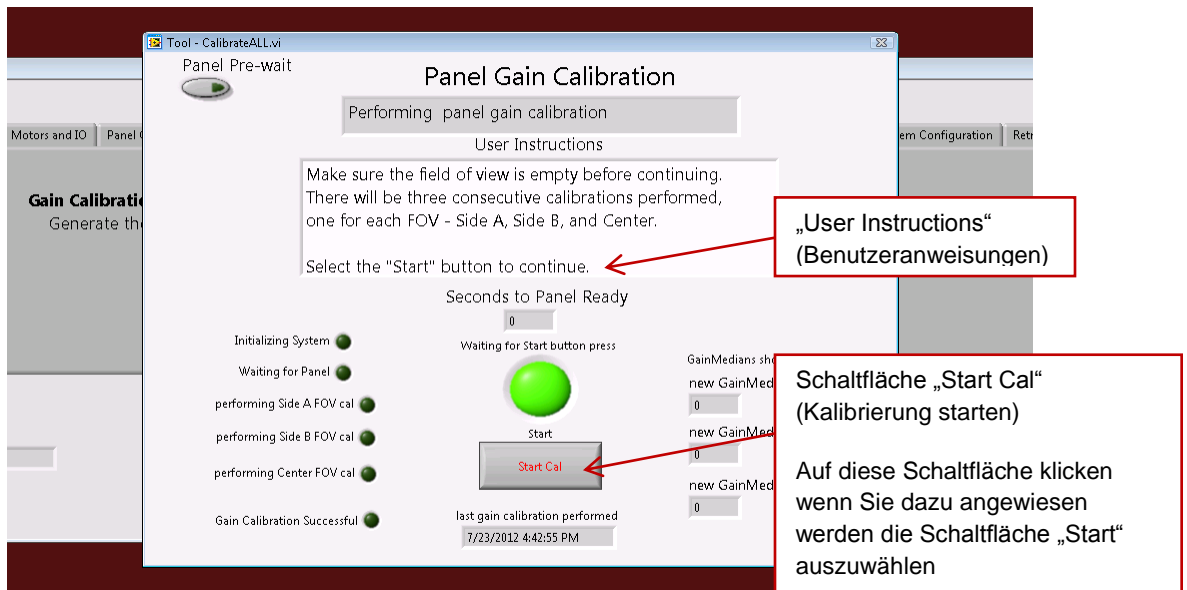 Tool - CalibrateALL.vi
Panel Pre-wait
Panel Gain Calibration
Performing panel gain calibration
Motors and IO
Panel
em Configuration
User Instructions
Make sure the field of view is empty before continuing.
There will be three consecutive calibrations performed,
one for each FOV - Side A, Side B, and Center.
Select the "Start" button to continue.
Gain Calibrati
Generate the
„User Instructions“
(Benutzeranweisungen)
Seconds to Panel Ready
0
Initializing System
Waiting for Start button press
Waiting for Panel
GainMedians sho
new GainMed
0
performing Side A FOV cal
performing Side B FOV cal
Start
new GainMed
0
Start Cal
performing Center FOV cal
new GainMed
0
Gain Calibration Successful
last gain calibration performed
7/23/2012 4:42:55 PM
Schaltfläche „Start Cal“
(Kalibrierung starten)
Auf diese Schaltfläche klicken
wenn Sie dazu angewiesen
werden die Schaltfläche „Start“
auszuwählen